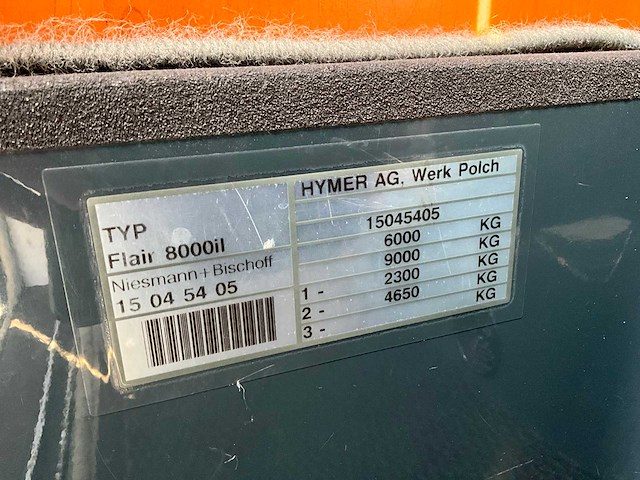 TYP
Flair 8000il
Niesmann+Bischoff
15 04 54 05
HYMER AG. Werk Polch
15045405
6000 KG
9000 KG
1 - 2300 KG
2 - 4650 KG
3 -